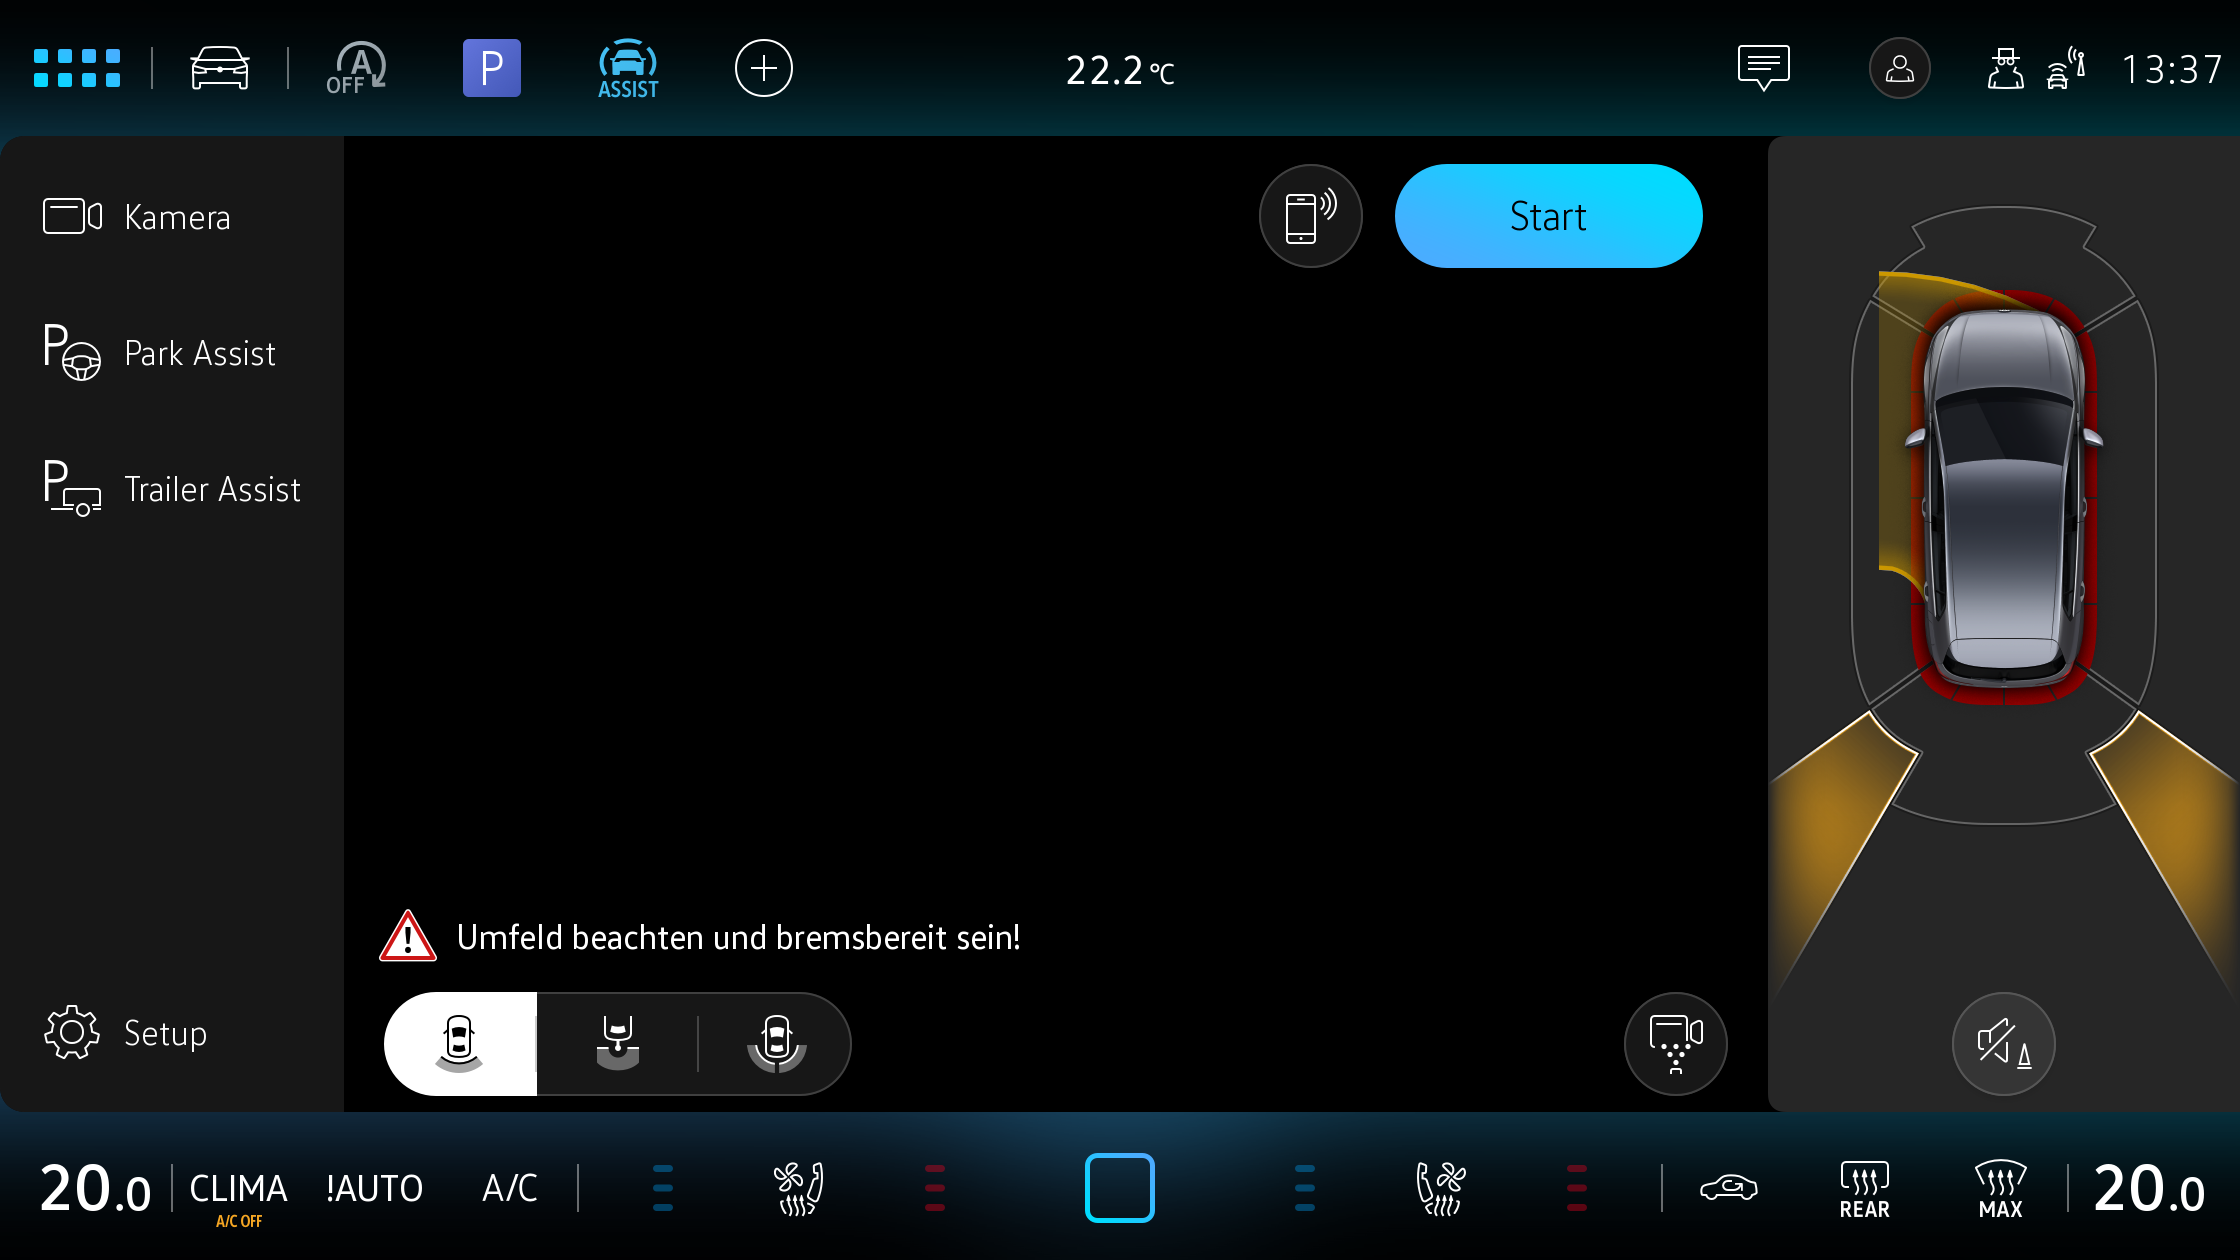 A
OFF
P
ASSIST
22.2 °C
13:37
Kamera
Start
P
Park Assist
P
Trailer Assist
Umfeld beachten und bremsbereit sein!
Setup
20.0
CLIMA
A/C OFF
!AUTO
A/C
REAR
MAX
20.0